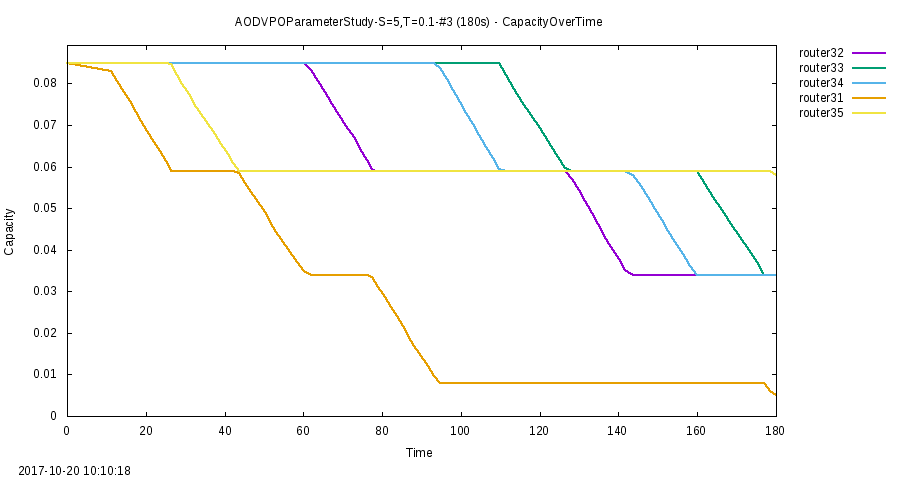 AODVPOParameterStudy-S=5,T=0.1-#3 (180s) - CapacityOverTime
router32
router33
router34
router31
router35
0.08
0.07
0.06
0.05
0.04
0.03
0.02
0.01
0
Capacity
0 20 40 60 80 100 120 140 160 180
Time
2017-10-20 10:10:18